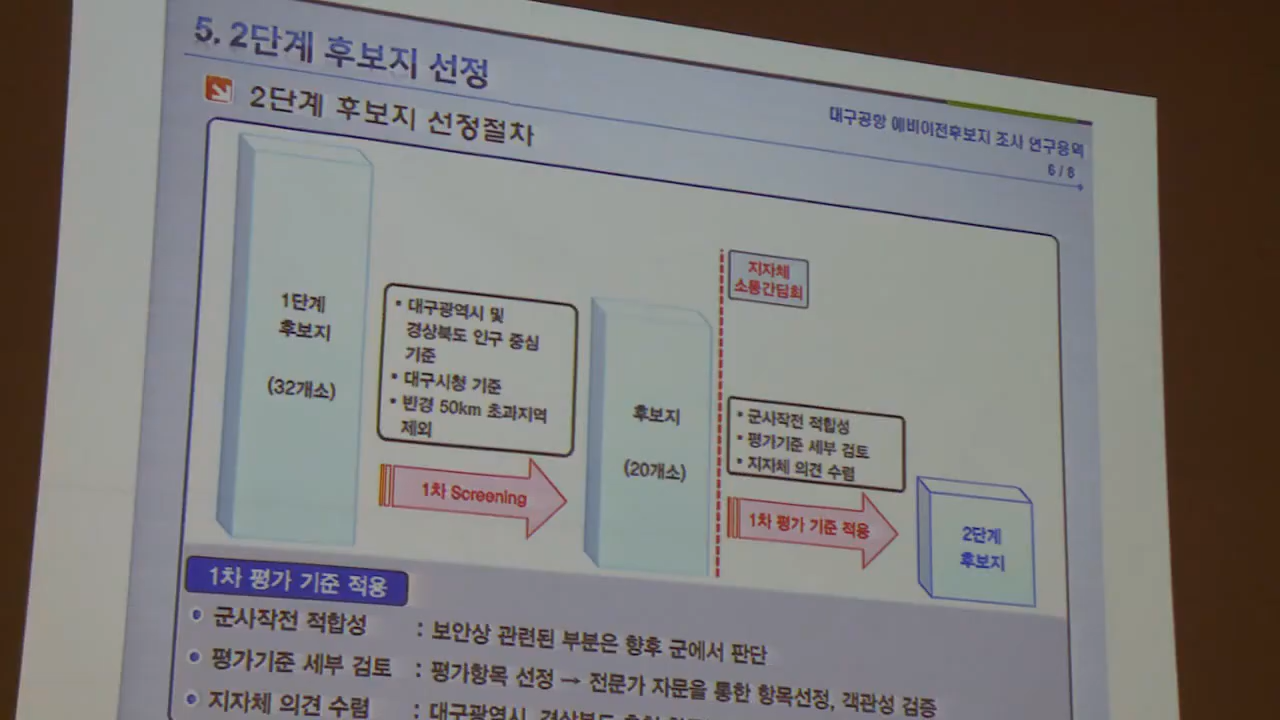 5. 2단계 후보지 선정
대구공항 예비이전후보지 조사 연구용역
6 / 8
2단계 후보지 선정절차
1단계
후보지
(32개소)
• 대구광역시 및
경상북도 인구 중심
기준
• 대구시청 기준
• 반경 50km 초과지역
제외
1차 Screening
후보지
(20개소)
지자체
소통간담회
• 군사작전 적합성
• 평가기준 세부 검토
• 지자체 의견 수렴
1차 평가 기준 적용
2단계
후보지
1차 평가 기준 적용
• 군사작전 적합성 : 보안상 관련된 부분은 향후 군에서 판단
• 평가기준 세부 검토 : 평가항목 선정 → 전문가 자문을 통한 항목선정, 객관성 검증
• 지자체 의견 수렴 : 대구광역시, 경상북도